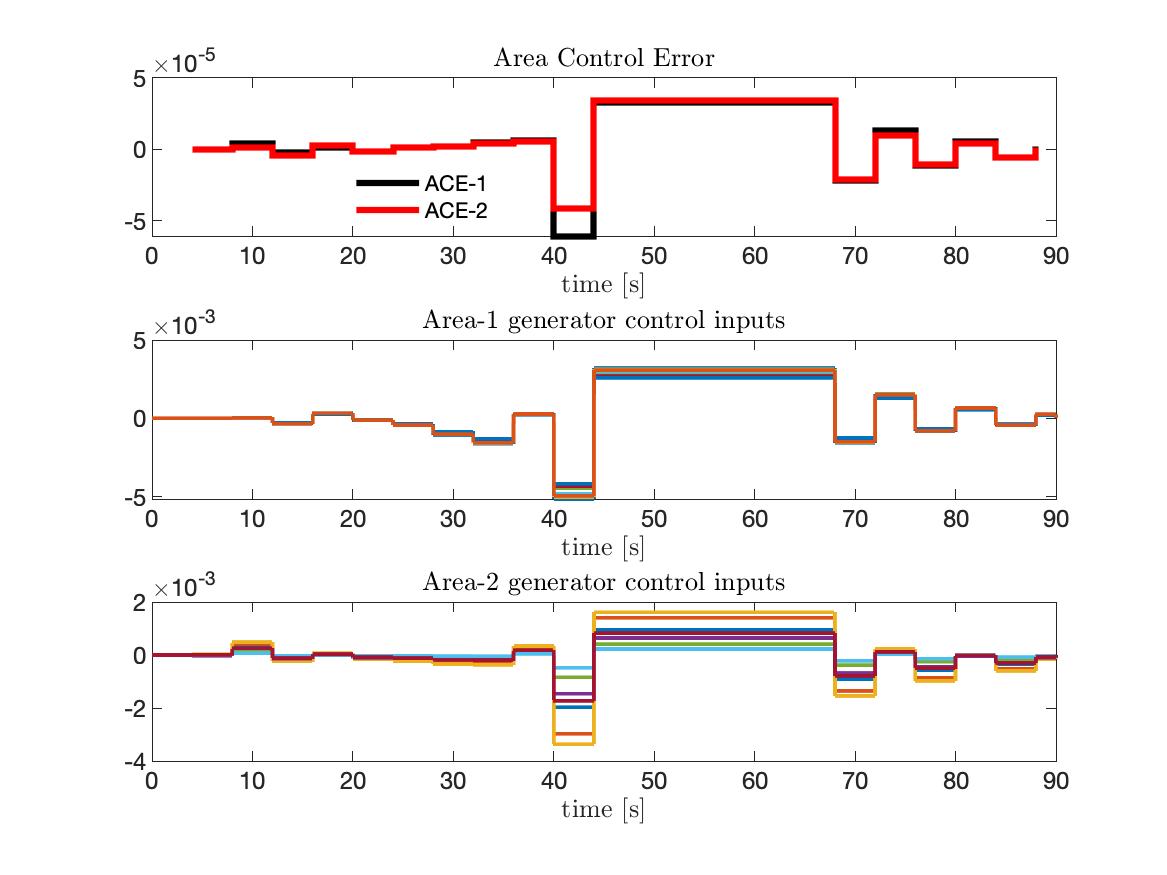 Area Control Error
×10-5
5
0
-5
ACE-1
ACE-2
0 10 20 30 40 50 60 70 80 90
time [s]
Area-1 generator control inputs
×10-3
5
0
-5
0 10 20 30 40 50 60 70 80 90
time [s]
Area-2 generator control inputs
×10-3
2
0
-2
-4
0 10 20 30 40 50 60 70 80 90
time [s]